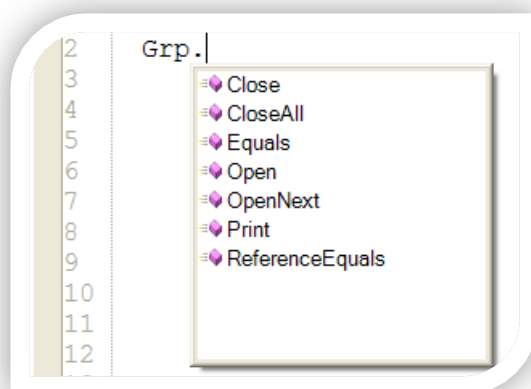 2 Grp.
3 Close
4 CloseAll
5 Equals
6 Open
7 OpenNext
8 Print
9 ReferenceEquals
10
11
12